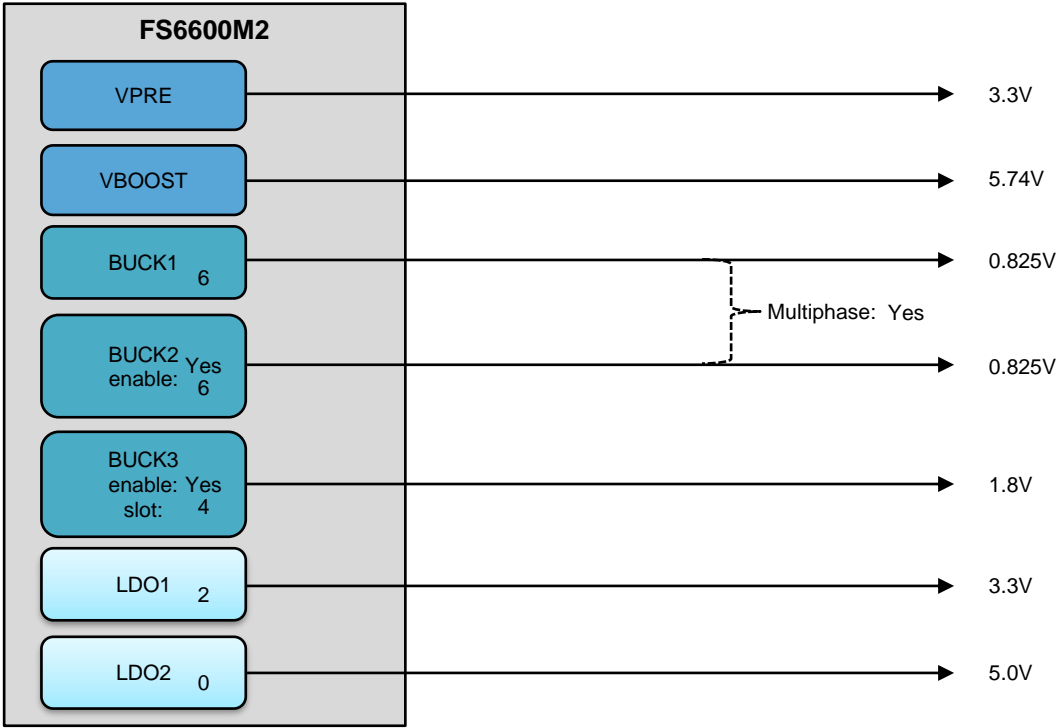 FS6600M2
VPRE
3.3V
VBOOST
5.74V
BUCK1
6
0.825V
Multiphase: Yes
BUCK2
enable: Yes
6
0.825V
BUCK3
enable: Yes
slot: 4
1.8V
LDO1
2
3.3V
LDO2
0
5.0V